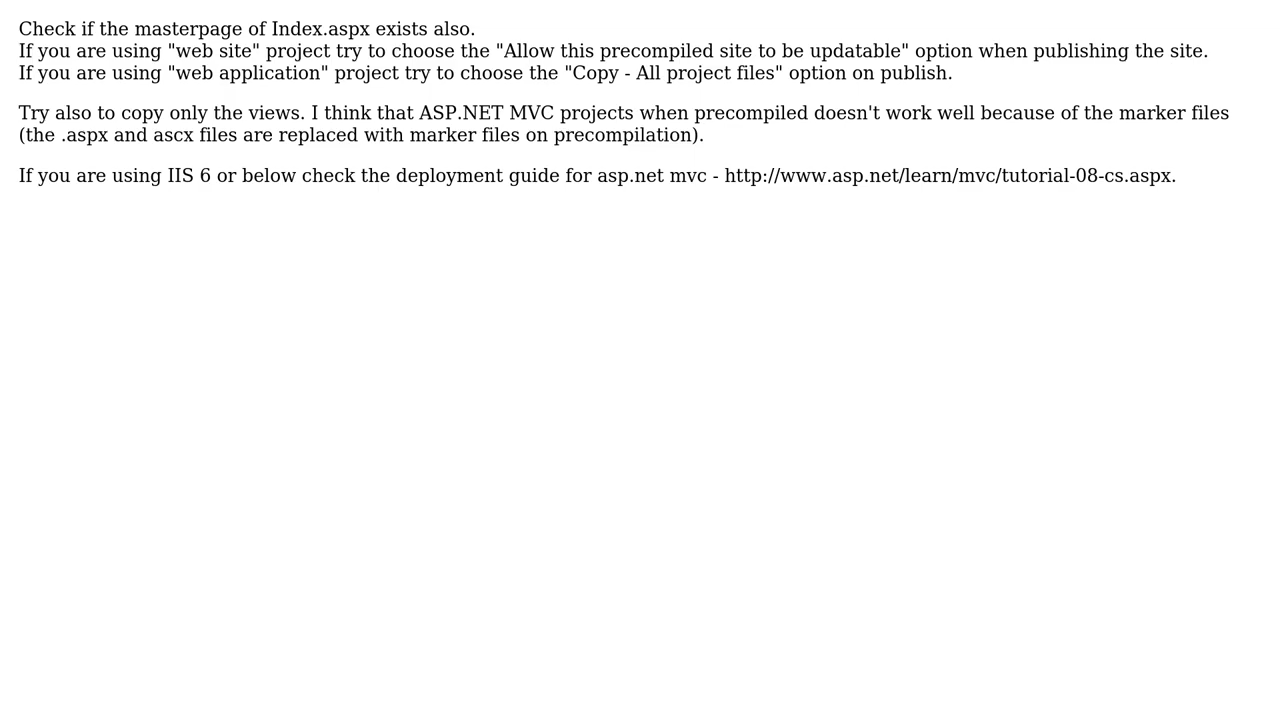 Check if the masterpage of Index.aspx exists also.
If you are using "web site" project try to choose the "Allow this precompiled site to be updatable" option when publishing the site.
If you are using "web application" project try to choose the "Copy - All project files" option on publish.
Try also to copy only the views. I think that ASP.NET MVC projects when precompiled doesn't work well because of the marker files
(the .aspx and ascx files are replaced with marker files on precompilation).
If you are using IIS 6 or below check the deployment guide for asp.net mvc - http://www.asp.net/learn/mvc/tutorial-08-cs.aspx.